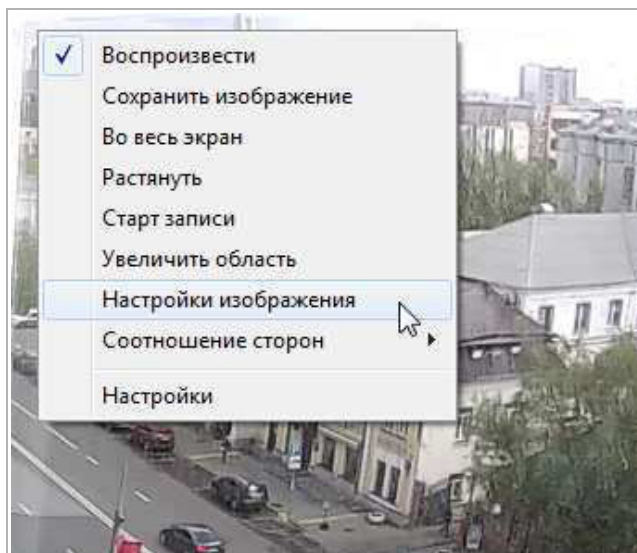 Воспроизвести
Сохранить изображение
Во весь экран
Растянуть
Старт записи
Увеличить область
Настройки изображения
Соотношение сторон
Настройки